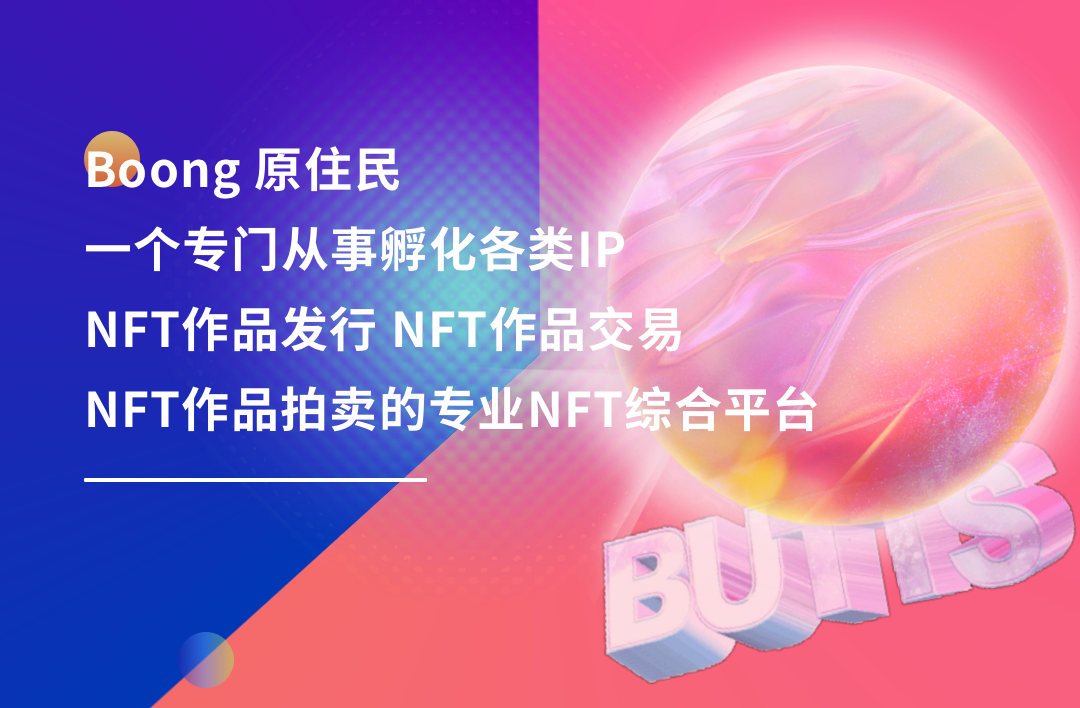 Boong 原住民
一个专门从事孵化各类IP
NFT作品发行 NFT作品交易
NFT作品拍卖的专业NFT综合平台
BUTTS